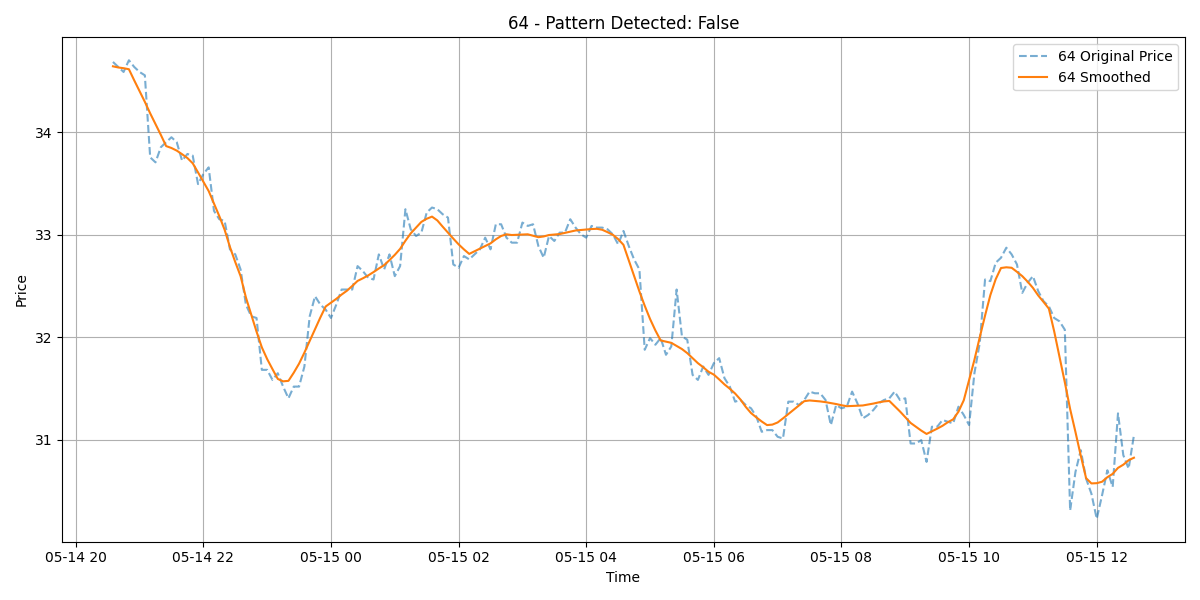 64 - Pattern Detected: False
64 Original Price
64 Smoothed
Price
34
33
32
31
05-14 20 05-14 22 05-15 00 05-15 02 05-15 04 05-15 06 05-15 08 05-15 10 05-15 12
Time